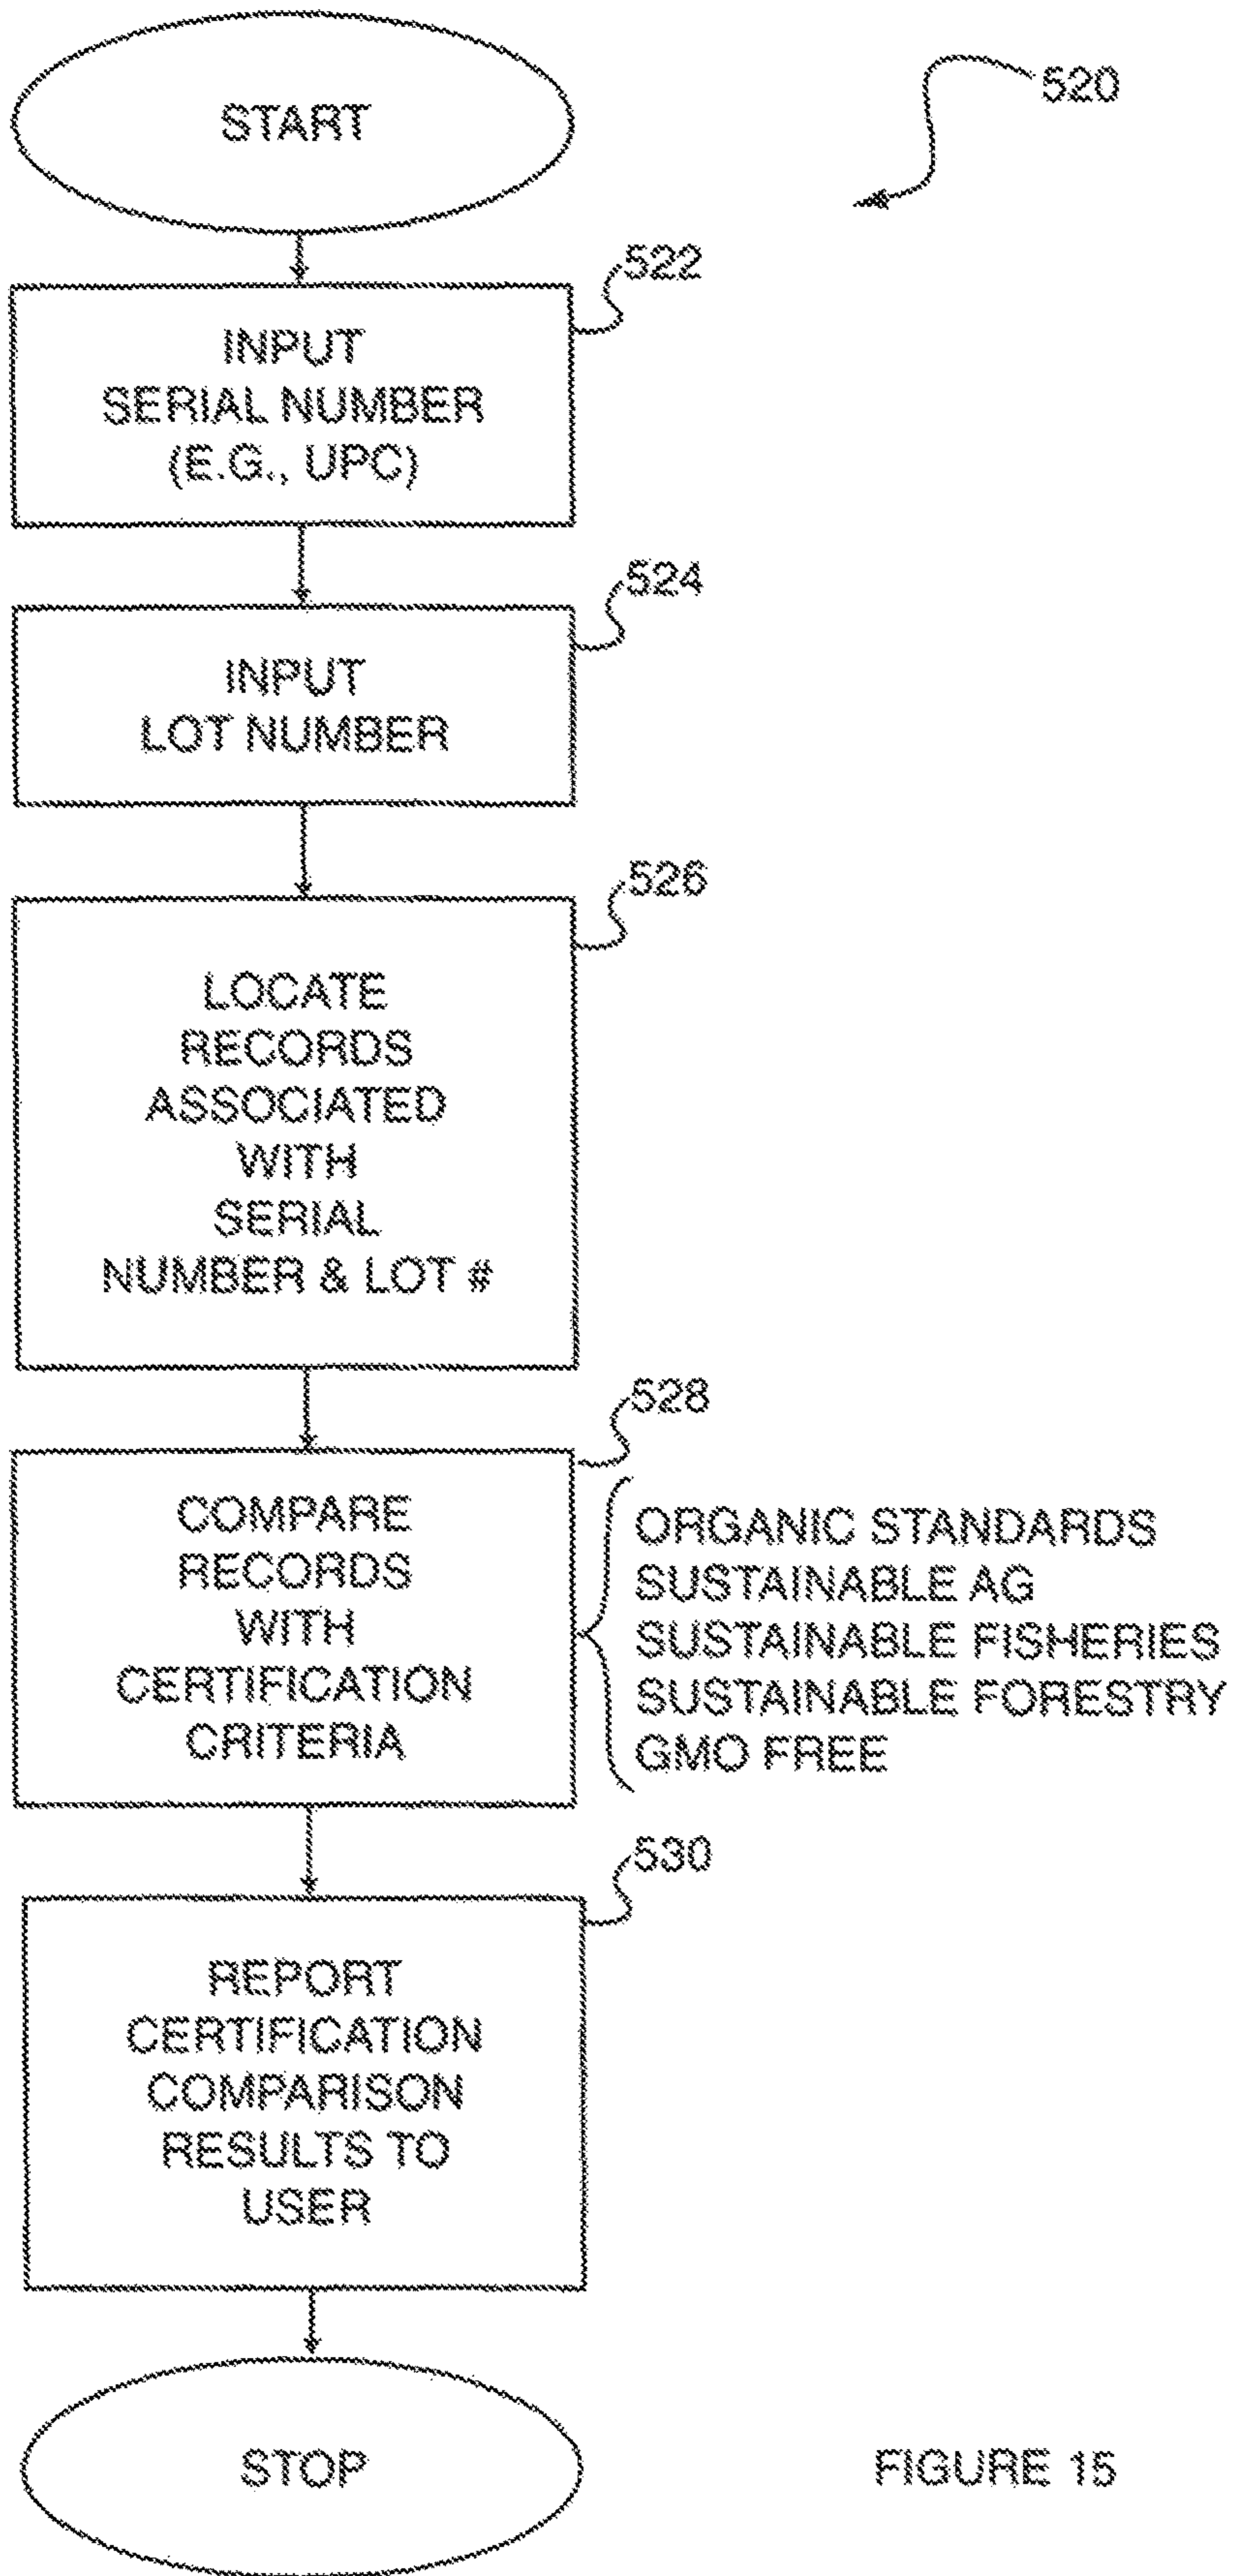 START
520
522
INPUT
SERIAL NUMBER
(E.G., UPC)
524
INPUT
LOT NUMBER
526
LOCATE
RECORDS
ASSOCIATED
WITH
SERIAL
NUMBER & LOT #
528
COMPARE
RECORDS
WITH
CERTIFICATION
CRITERIA
ORGANIC STANDARDS
SUSTAINABLE AG
SUSTAINABLE FISHERIES
SUSTAINABLE FORESTRY
GMO FREE
530
REPORT
CERTIFICATION
COMPARISON
RESULTS TO
USER
STOP
FIGURE 15